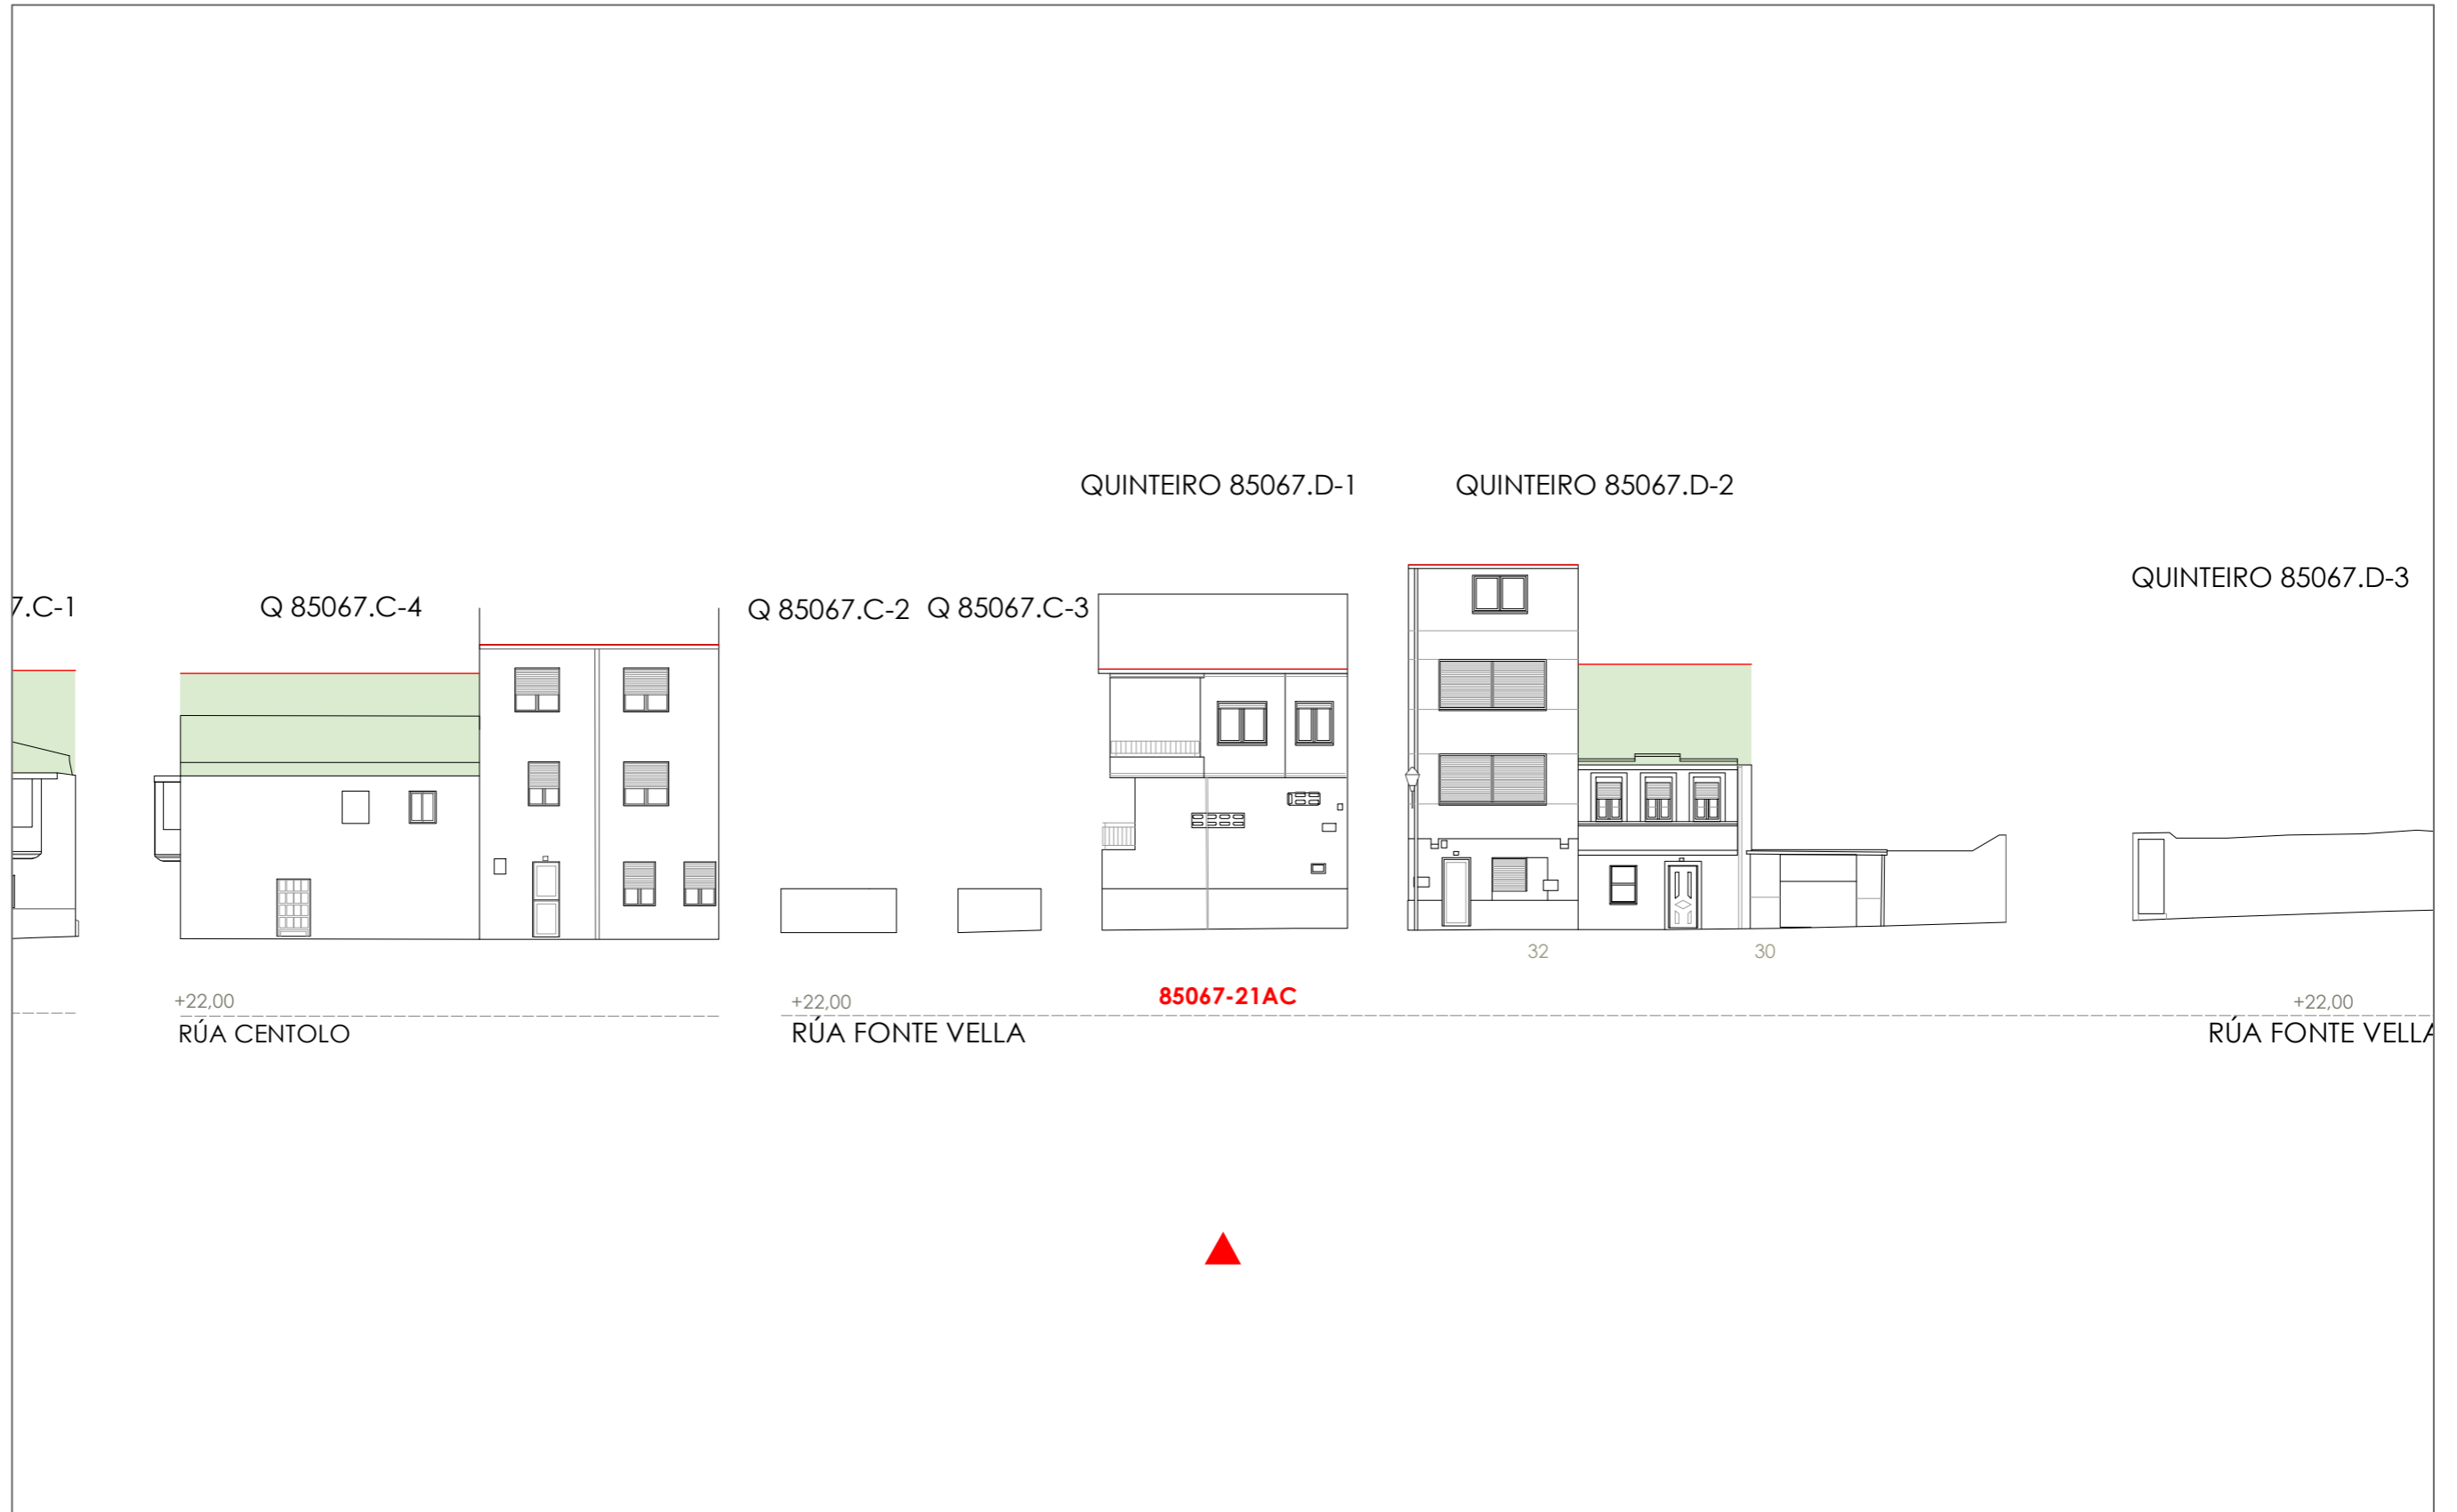 QUINTEIRO 85067.D-1 QUINTEIRO 85067.D-2
QUINTEIRO 85067.D-3
7.C-1 Q 85067.C-4 Q 85067.C-2 Q 85067.C-3
32 30
+22,00 +22,00 85067-21AC +22,00
RÚA CENTOLO RÚA FONTE VELLA RÚA FONTE VELLA